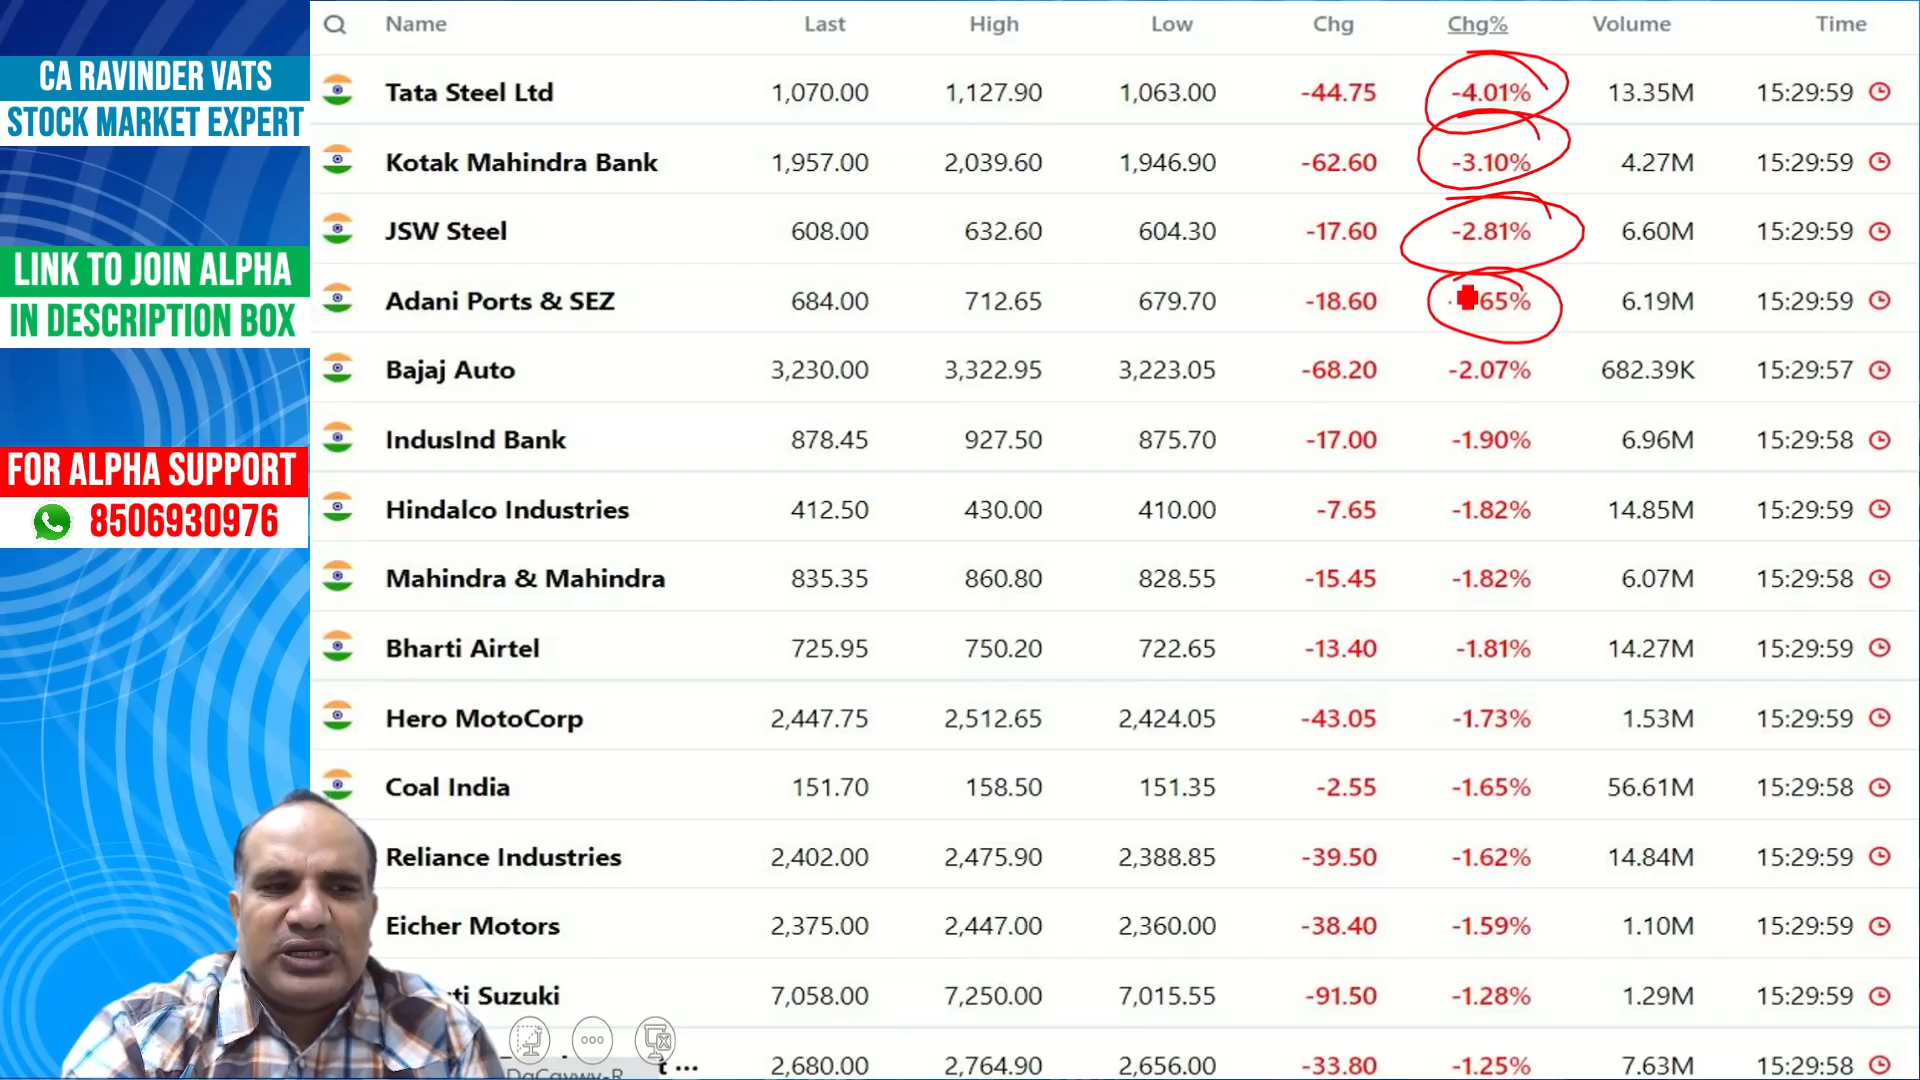 CA RAVINDER VATS
STOCK MARKET EXPERT
LINK TO JOIN ALPHA
IN DESCRIPTION BOX
FOR ALPHA SUPPORT
8506930976
Name Last High Low Chg Chg% Volume Time
Tata Steel Ltd 1,070.00 1,127.90 1,063.00 -44.75 -4.01% 13.35M 15:29:59
Kotak Mahindra Bank 1,957.00 2,039.60 1,946.90 -62.60 -3.10% 4.27M 15:29:59
JSW Steel 608.00 632.60 604.30 -17.60 -2.81% 6.60M 15:29:59
Adani Ports & SEZ 684.00 712.65 679.70 -18.60 65% 6.19M 15:29:59
Bajaj Auto 3,230.00 3,322.95 3,223.05 -68.20 -2.07% 682.39K 15:29:57
IndusInd Bank 878.45 927.50 875.70 -17.00 -1.90% 6.96M 15:29:58
Hindalco Industries 412.50 430.00 410.00 -7.65 -1.82% 14.85M 15:29:59
Mahindra & Mahindra 835.35 860.80 828.55 -15.45 -1.82% 6.07M 15:29:58
Bharti Airtel 725.95 750.20 722.65 -13.40 -1.81% 14.27M 15:29:59
Hero MotoCorp 2,447.75 2,512.65 2,424.05 -43.05 -1.73% 1.53M 15:29:59
Coal India 151.70 158.50 151.35 -2.55 -1.65% 56.61M 15:29:58
Reliance Industries 2,402.00 2,475.90 2,388.85 -39.50 -1.62% 14.84M 15:29:59
Eicher Motors 2,375.00 2,447.00 2,360.00 -38.40 -1.59% 1.10M 15:29:59
ti Suzuki 7,058.00 7,250.00 7,015.55 -91.50 -1.28% 1.29M 15:29:59
t ... 2,680.00 2,764.90 2,656.00 -33.80 -1.25% 7.63M 15:29:58